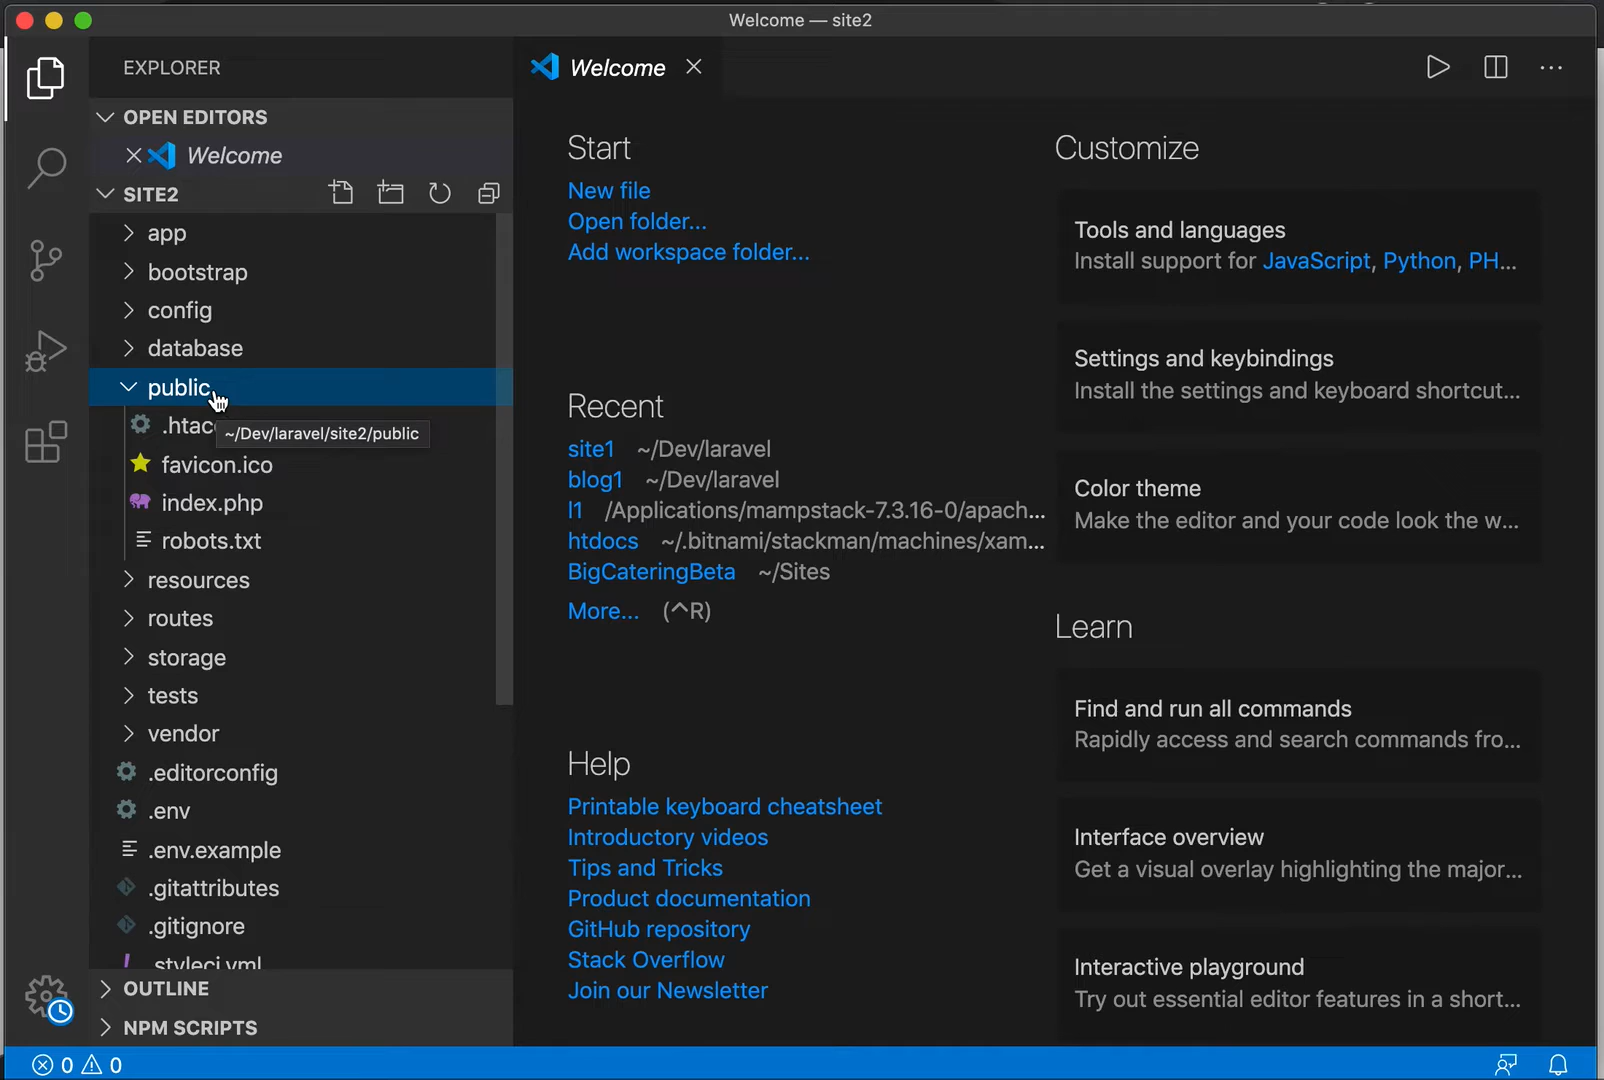 Welcome — site2
EXPLORER
OPEN EDITORS
Welcome
SITE2
app
bootstrap
config
database
public
.htac
~/Dev/laravel/site2/public
favicon.ico
index.php
robots.txt
resources
routes
storage
tests
vendor
.editorconfig
.env
.env.example
.gitattributes
.gitignore
.styleci.yml
OUTLINE
NPM SCRIPTS
0 0
Welcome
Start
New file
Open folder...
Add workspace folder...
Recent
site1 ~/Dev/laravel
blog1 ~/Dev/laravel
l1 /Applications/mampstack-7.3.16-0/apach...
htdocs ~/.bitnami/stackman/machines/xam...
BigCateringBeta ~/Sites
More... (^R)
Help
Printable keyboard cheatsheet
Introductory videos
Tips and Tricks
Product documentation
GitHub repository
Stack Overflow
Join our Newsletter
Customize
Tools and languages
Install support for JavaScript, Python, PH...
Settings and keybindings
Install the settings and keyboard shortcut...
Color theme
Make the editor and your code look the w...
Learn
Find and run all commands
Rapidly access and search commands fro...
Interface overview
Get a visual overlay highlighting the major...
Interactive playground
Try out essential editor features in a short...